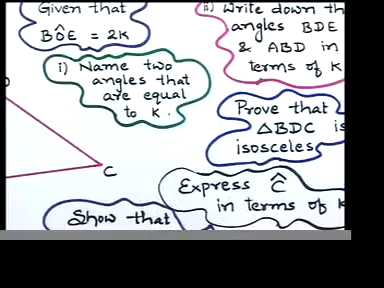 Given that
BÔE = 2K
i) Name two
angles that
are equal
to K.
ii) Write down
angles BDE
& ABD in
terms of K
Prove that
△BDC is
isosceles
C
Express Ĉ
in terms of K
Show that